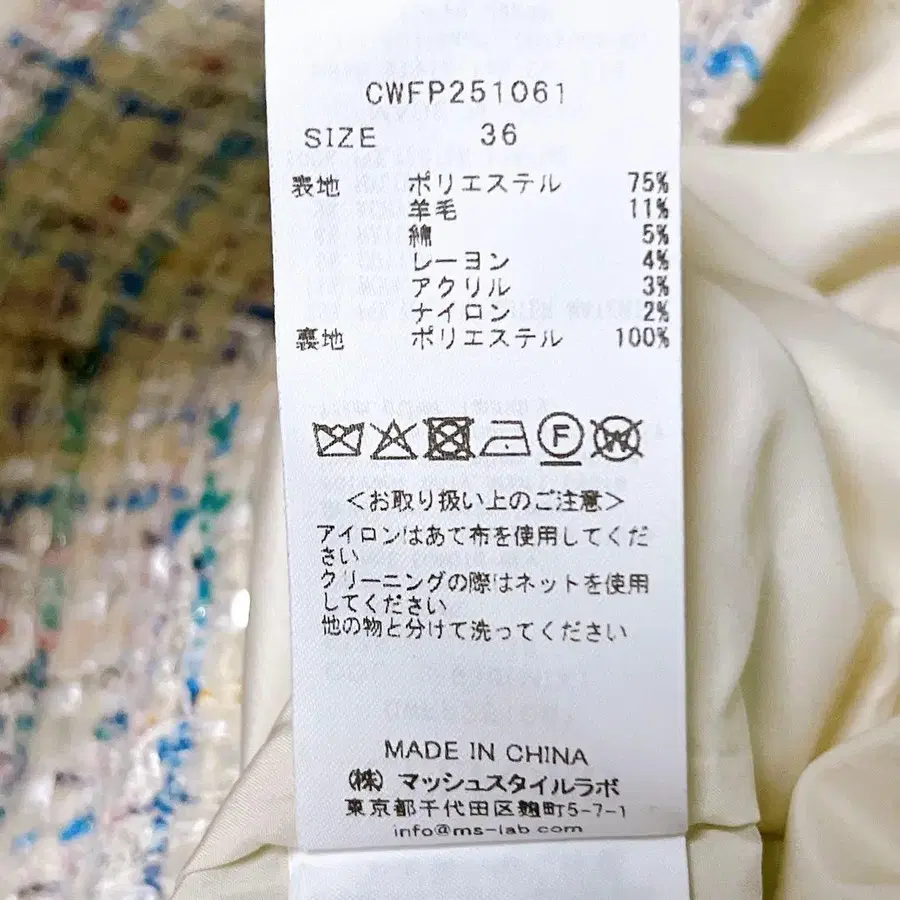 CWFP251061
SIZE 36
表地 ポリエステル 75%
羊毛 11%
綿 5%
レーヨン 4%
アクリル 3%
ナイロン 2%
裏地 ポリエステル 100%
F W
＜お取り扱い上のご注意＞
アイロンはあて布を使用してくだ
さい
クリーニングの際はネットを使用
してください
他の物と分けて洗ってください
MADE IN CHINA
(株) マッシュスタイルラボ
東京都千代田区麹町5-7-1
info@ms-lab.com